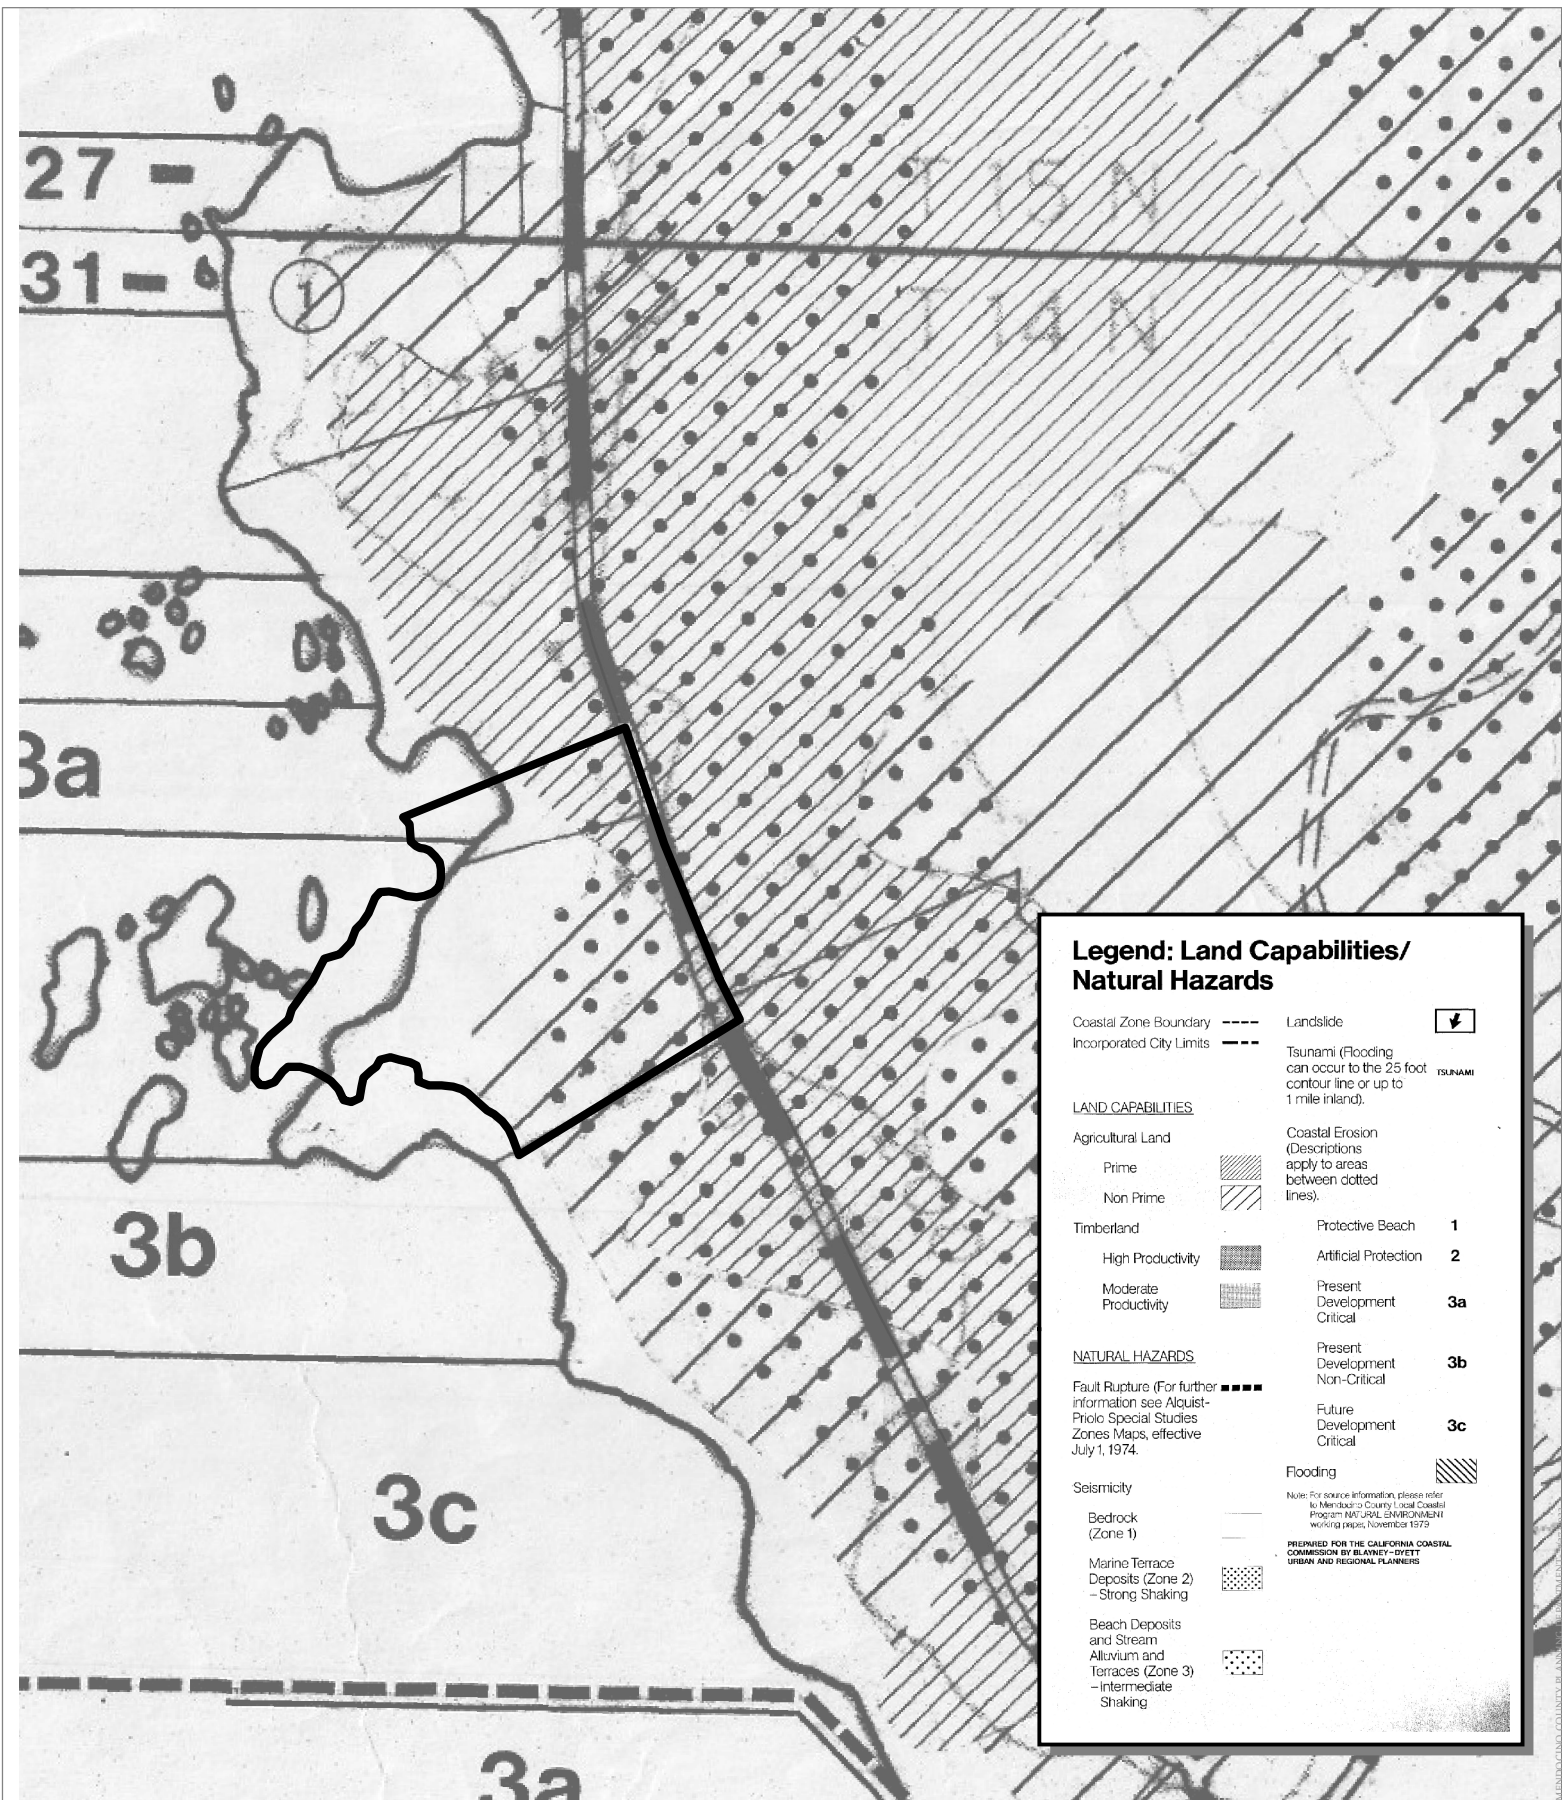 27 -
31 -
1
T 15 N
T 14 N
3a
3b
3c
3a
Legend: Land Capabilities/
Natural Hazards
Coastal Zone Boundary
Incorporated City Limits
LAND CAPABILITIES
Agricultural Land
Prime
Non Prime
Timberland
High Productivity
Moderate
Productivity
NATURAL HAZARDS
Fault Rupture (For further
information see Alquist-
Priolo Special Studies
Zones Maps, effective
July 1, 1974.
Seismicity
Bedrock
(Zone 1)
Marine Terrace
Deposits (Zone 2)
–Strong Shaking
Beach Deposits
and Stream
Alluvium and
Terraces (Zone 3)
–Intermediate
Shaking
Landslide
Tsunami (Flooding
can occur to the 25 foot
contour line or up to
1 mile inland).
TSUNAMI
Coastal Erosion
(Descriptions
apply to areas
between dotted
lines).
Protective Beach 1
Artificial Protection 2
Present
Development 3a
Critical
Present
Development 3b
Non-Critical
Future
Development 3c
Critical
Flooding
Note: For source information, please refer
to Mendocino County Local Coastal
Program NATURAL ENVIRONMENT
working paper, November 1979
PREPARED FOR THE CALIFORNIA COASTAL
COMMISSION BY BLAYNEY-DYETT
URBAN AND REGIONAL PLANNERS